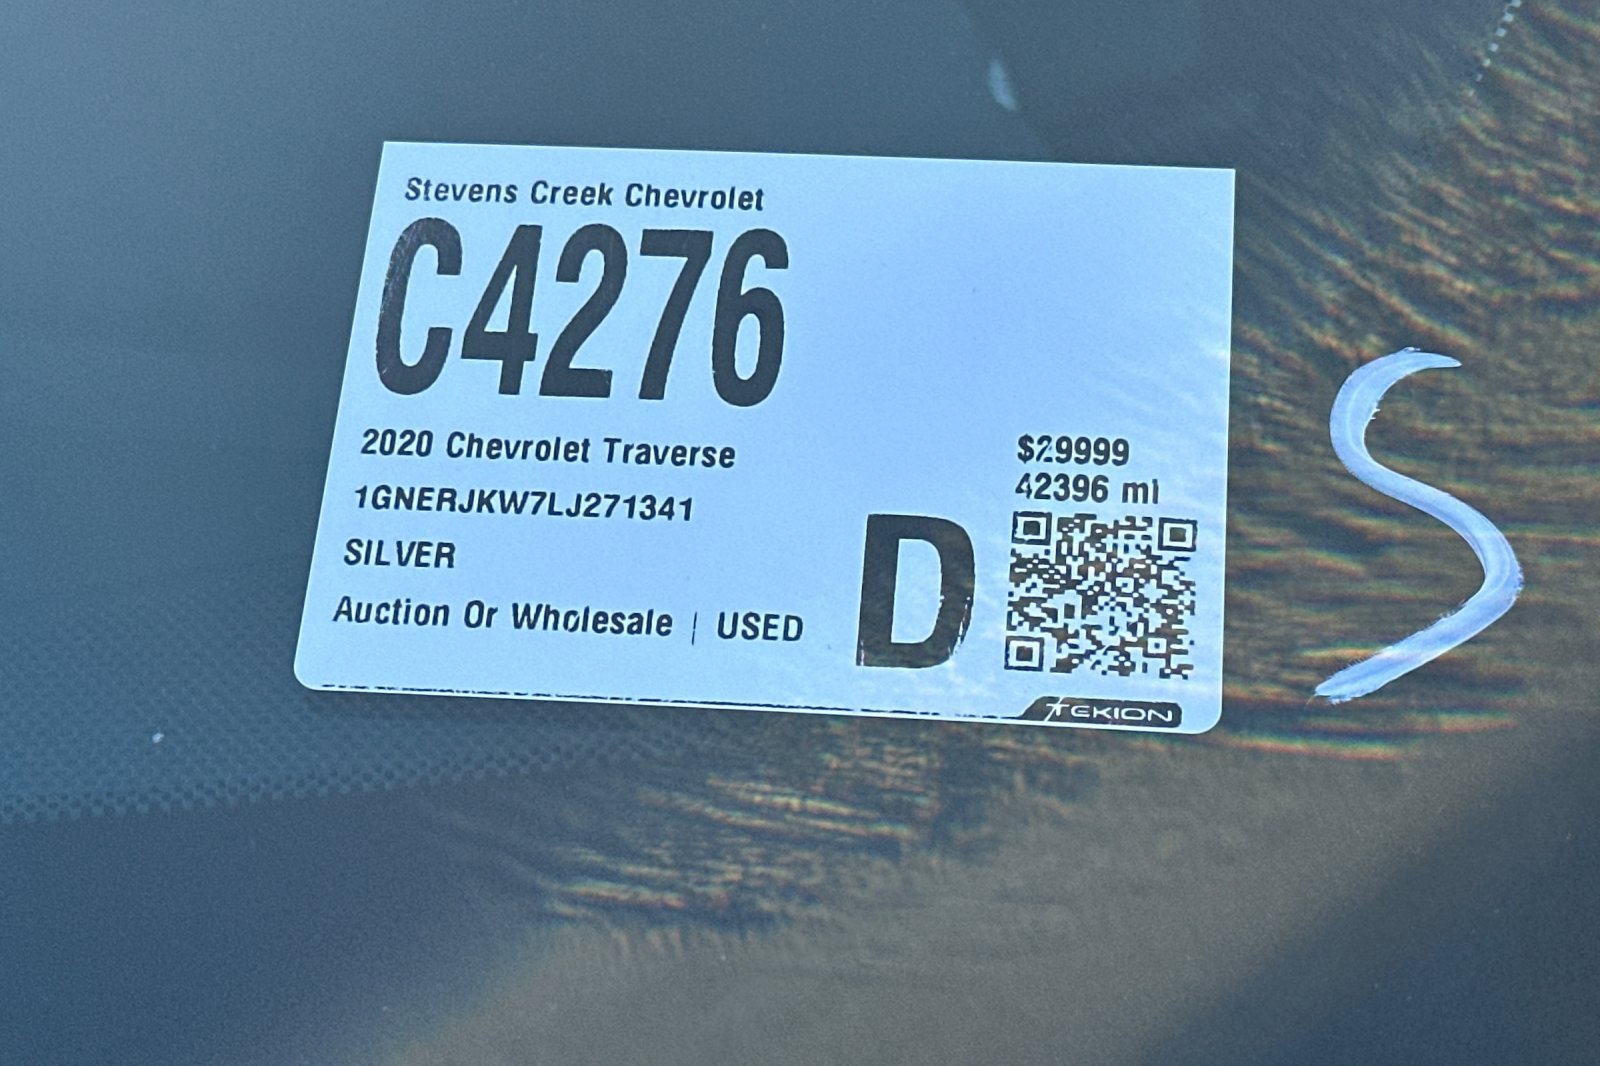 Stevens Creek Chevrolet
C4276
2020 Chevrolet Traverse
1GNERJKW7LJ271341
SILVER
Auction Or Wholesale | USED
D
$29999
42396 mi
TEKION
S